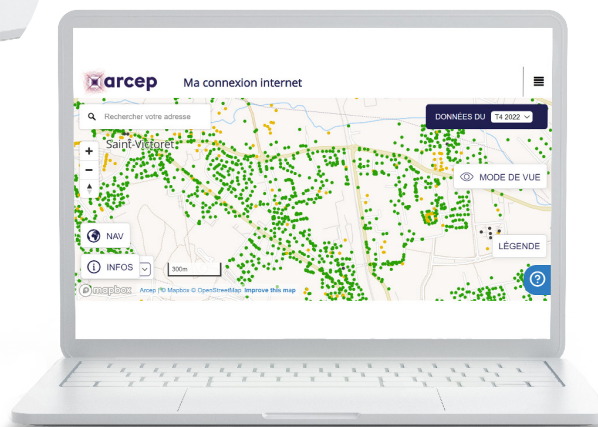 arcep
Ma connexion internet
Rechercher votre adresse
DONNÉES DU T4 2022
Saint-Victoret
+
−
MODE DE VUE
NAV
LÉGENDE
INFOS
300m
?
mapbox Arcep | © Mapbox © OpenStreetMap Improve this map